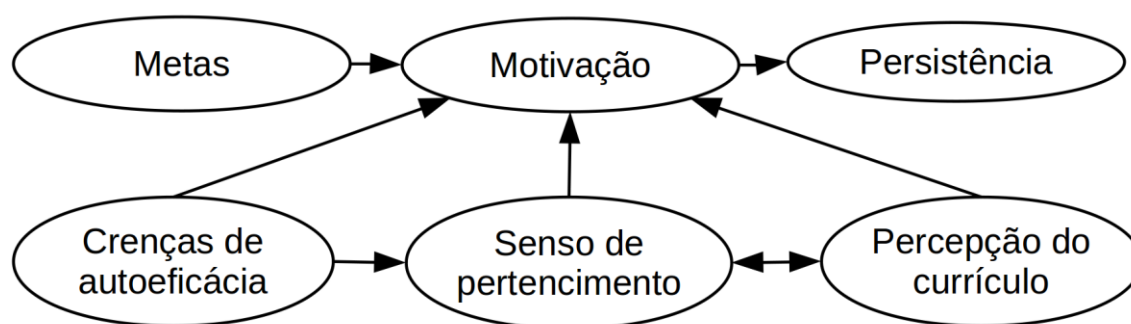 Metas
Motivação
Persistência
Crenças de
autoeficácia
Senso de
pertencimento
Percepção do
currículo